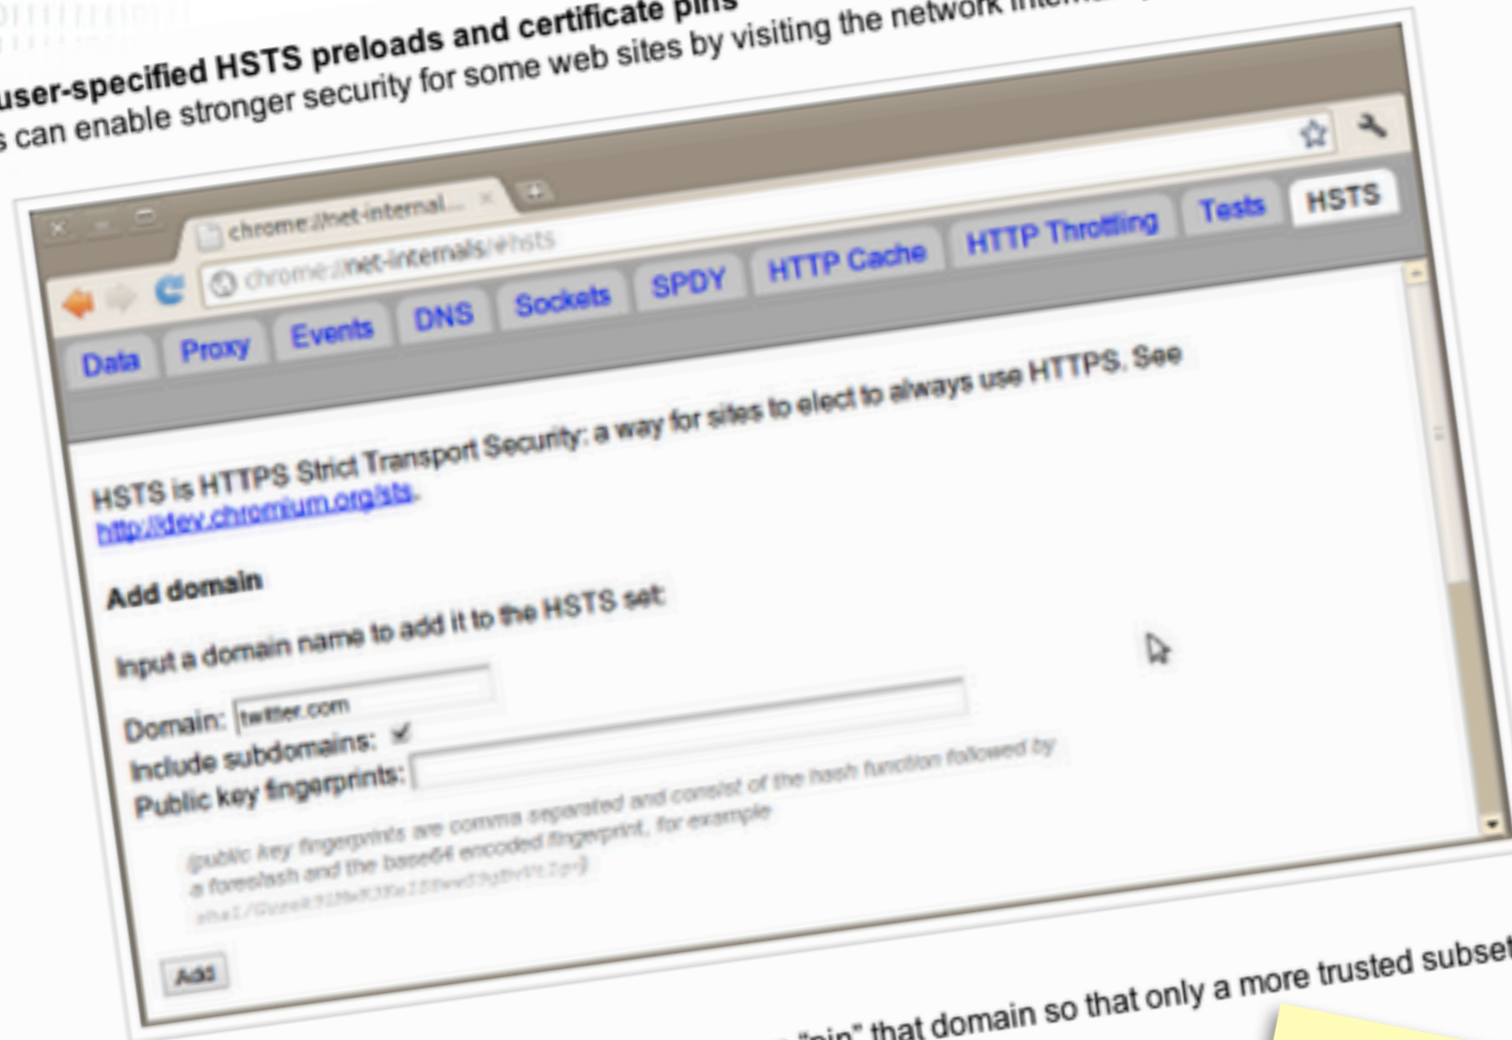 user-specified HSTS preloads and certificate pins
s can enable stronger security for some web sites by visiting the network
chrome://net-internal...
chrome://net-internals/#hsts
Data Proxy Events DNS Sockets SPDY HTTP Cache HTTP Throttling Tests HSTS
HSTS is HTTPS Strict Transport Security: a way for sites to elect to always use HTTPS. See
http://dev.chromium.org/sts.
Add domain
Input a domain name to add it to the HSTS set:
Domain: twitter.com
Include subdomains:
Public key fingerprints:
(public key fingerprints are comma separated and consist of the hash function followed by
a foreslash and the base64 encoded fingerprint, for example
Add
"pin" that domain so that only a more trusted subset